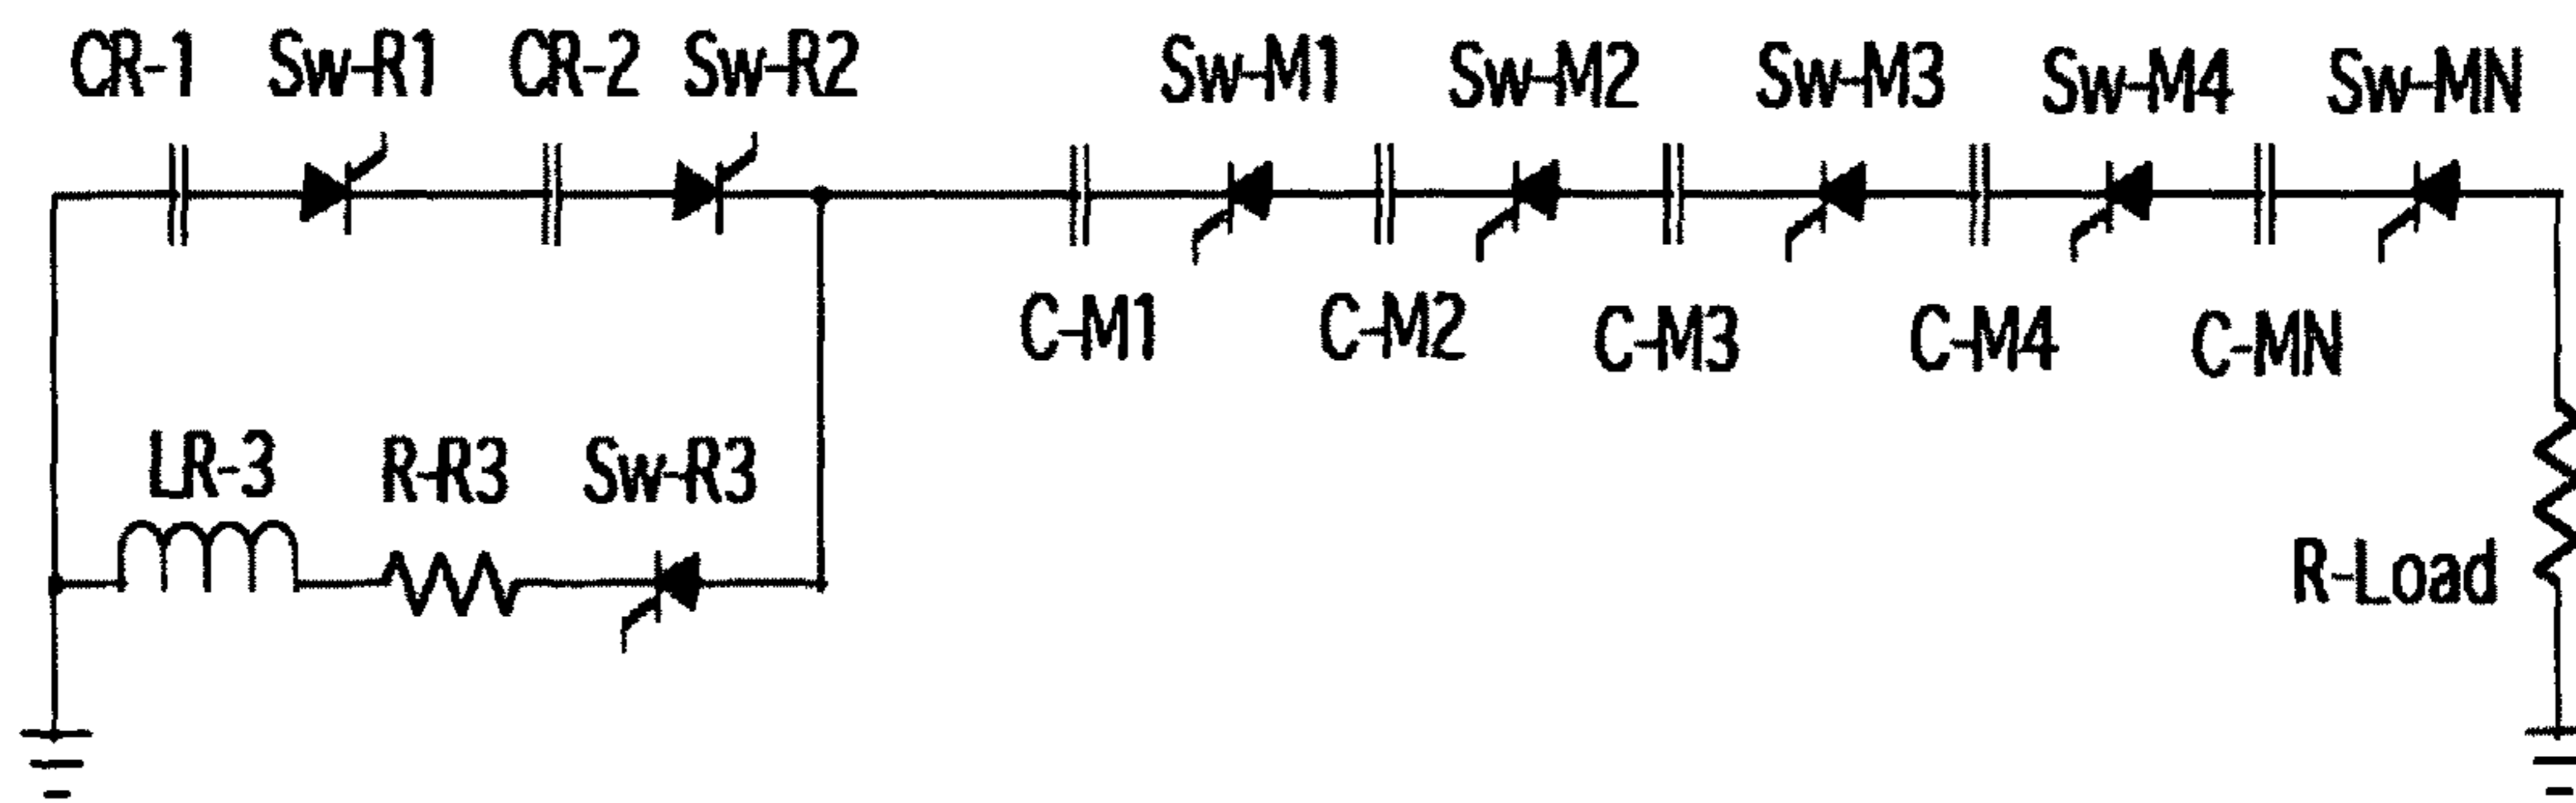 CR-1 Sw-R1 CR-2 Sw-R2 Sw-M1 Sw-M2 Sw-M3 Sw-M4 Sw-MN
C-M1 C-M2 C-M3 C-M4 C-MN
LR-3 R-R3 Sw-R3
R-Load